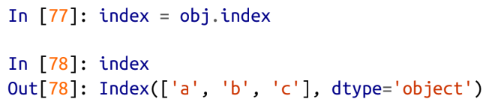 In [77]: index = obj.index
In [78]: index
Out[78]: Index(['a', 'b', 'c'], dtype='object')